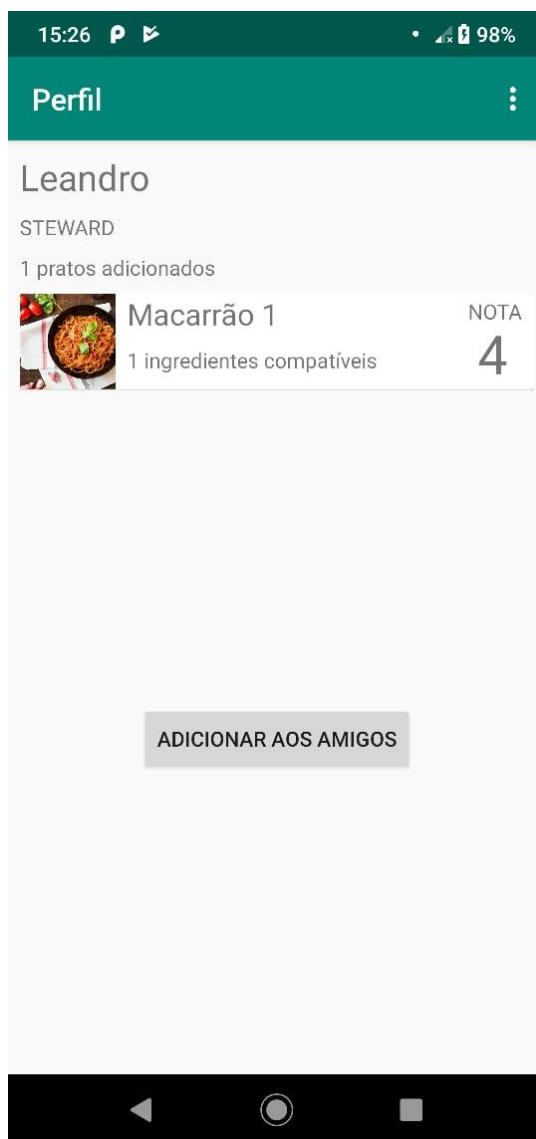 15:26 98%
Perfil
Leandro
STEWARD
1 pratos adicionados
Macarrão 1
NOTA
1 ingredientes compatíveis
4
ADICIONAR AOS AMIGOS